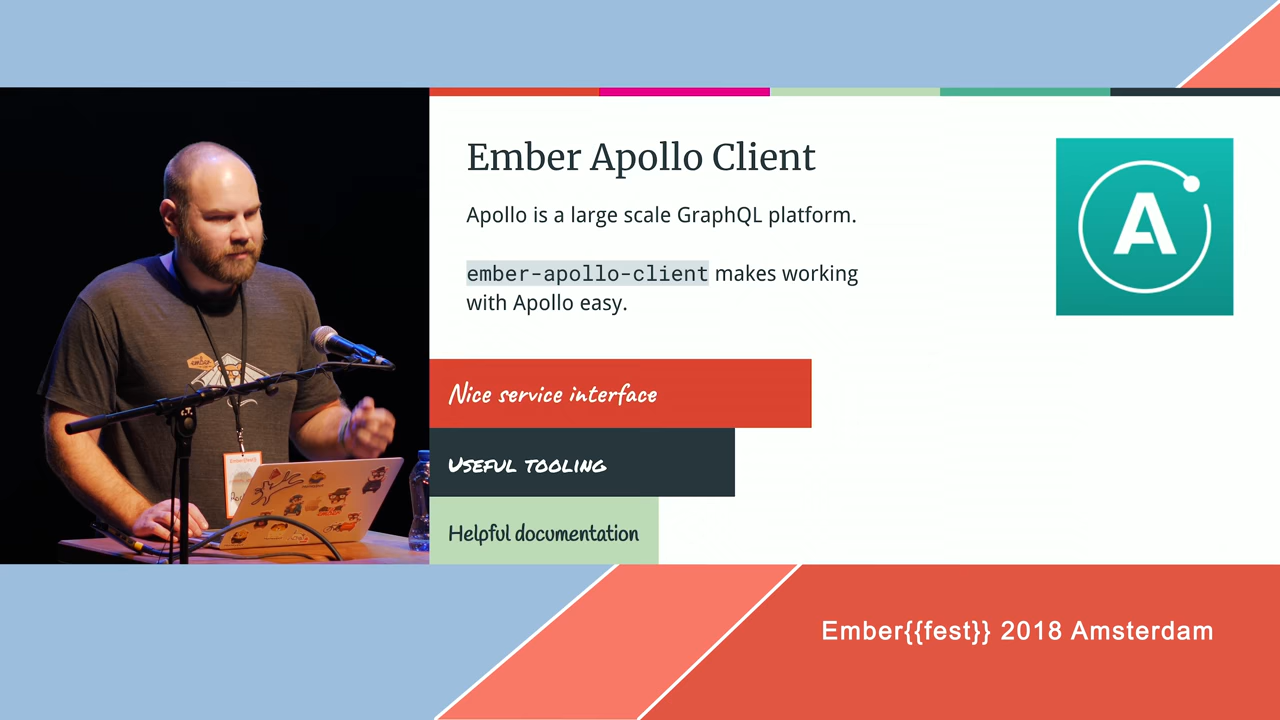 Ember Apollo Client
Apollo is a large scale GraphQL platform.
ember-apollo-client makes working
with Apollo easy.
A
Nice service interface
Useful tooling
Helpful documentation
Ember{{fest}} 2018 Amsterdam